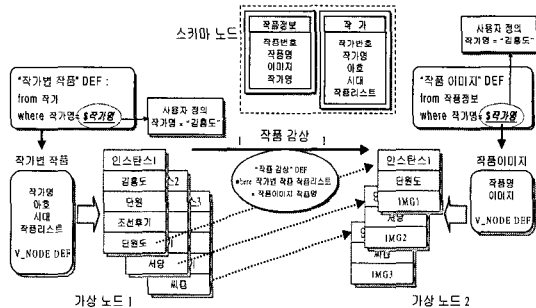 스키마 노드
작품정보
작품번호
작품명
이미지
작가명
작 가
작가번호
작가명
아호
시대
작품리스트
사용자 정의
작가명 = "김홍도"
"작가별 작품" DEF :
from 작가
where 작가명= $작가명
사용자 정의
작가명 = "김홍도"
"작품 이미지" DEF
from 작품정보
where 작가명= $작가명
작가별 작품
작가명
아호
시대
작품리스트
V_NODE DEF
인스탄스1
김홍도
단원
조선후기
단원도
서당
씨름
1
작품 감상
1
"작품 감상" DEF
where 작가별 작품.작품리스트
= 작품이미지.작품명
인스탄스1
단원도
IMG1
서당
IMG2
IMG3
작품이미지
작품명
이미지
V_NODE DEF
가상 노드 1
가상 노드 2